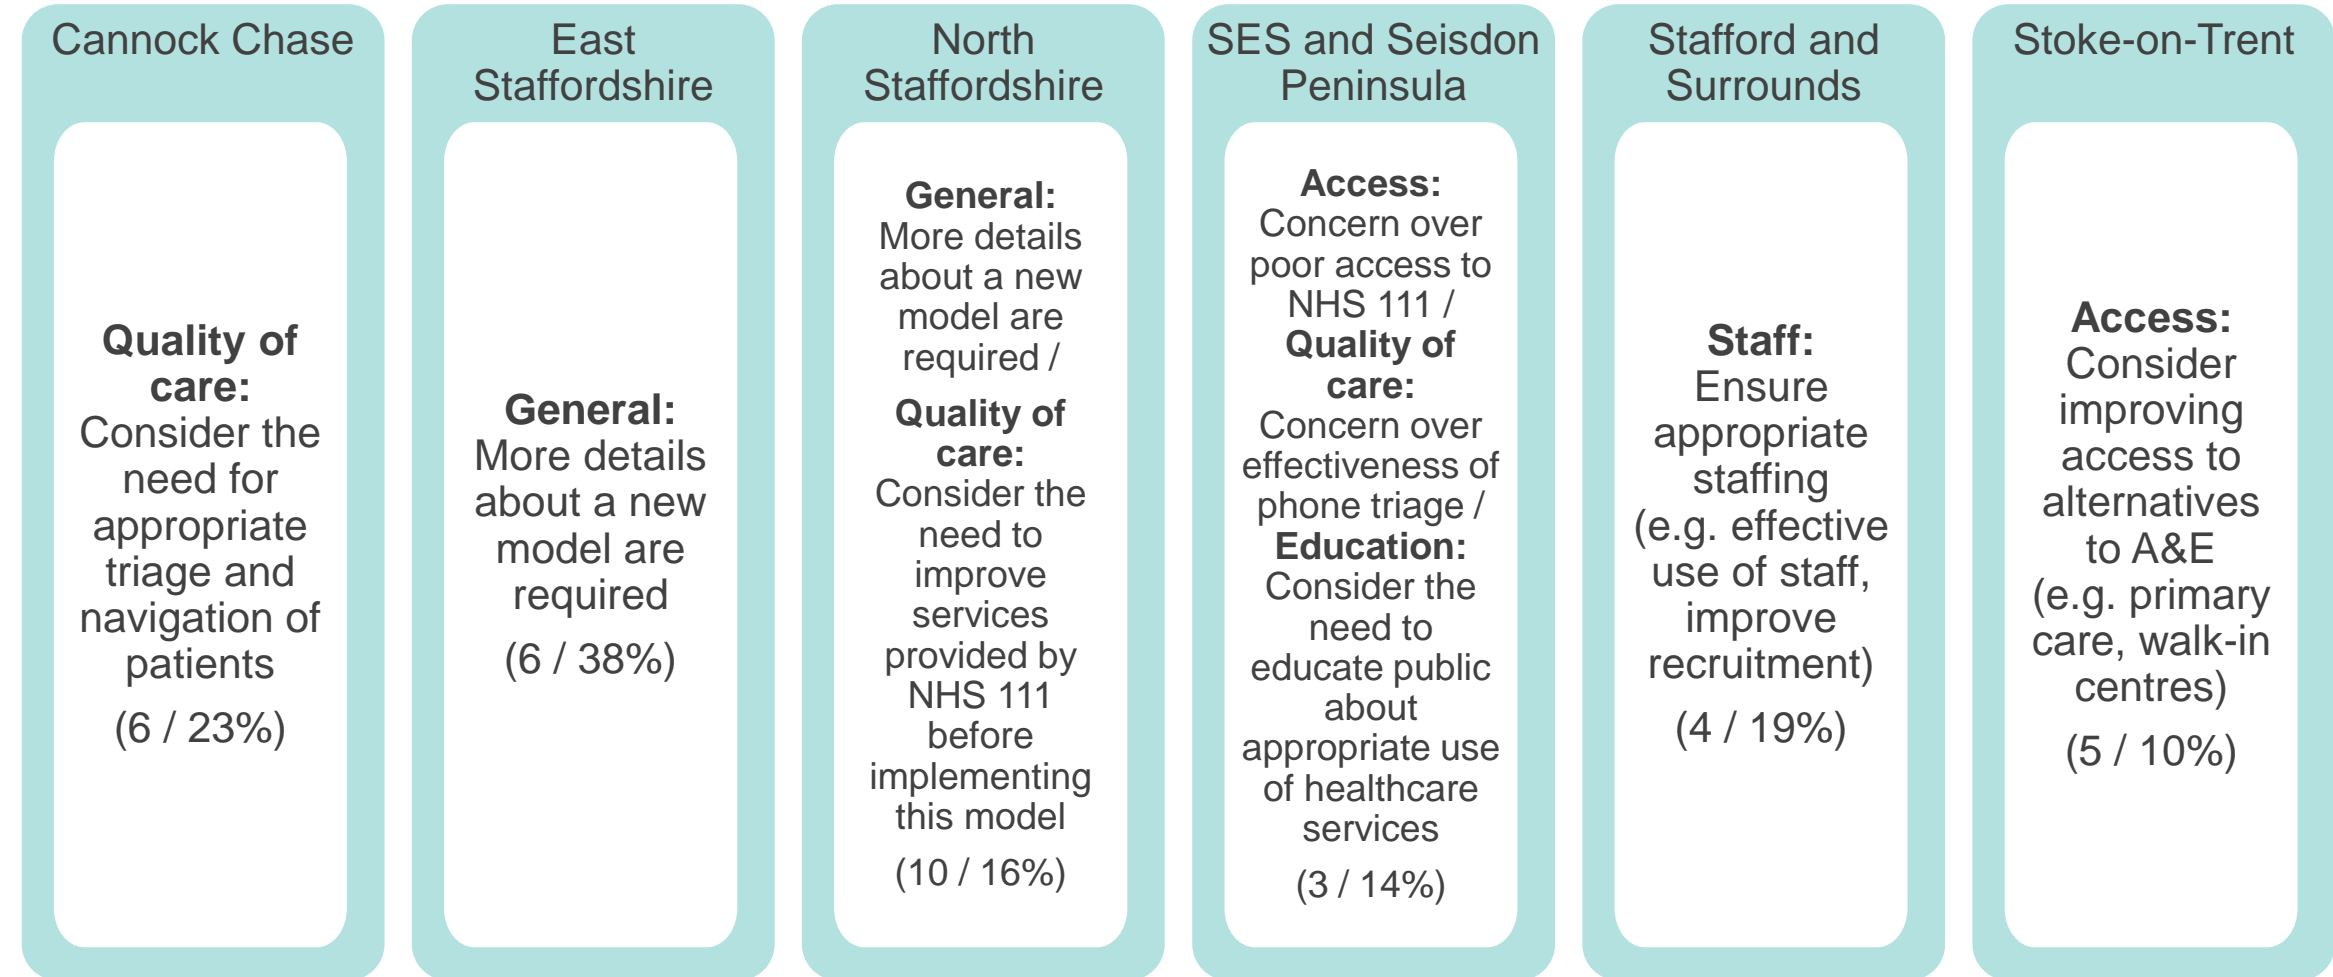 Cannock Chase
Quality of
care:
Consider the
need for
appropriate
triage and
navigation of
patients
(6 / 23%)
East
Staffordshire
General:
More details
about a new
model are
required
(6 / 38%)
North
Staffordshire
General:
More details
about a new
model are
required /
Quality of
care:
Consider the
need to
improve
services
provided by
NHS 111
before
implementing
this model
(10 / 16%)
SES and Seisdon
Peninsula
Access:
Concern over
poor access to
NHS 111 /
Quality of
care:
Concern over
effectiveness of
phone triage /
Education:
Consider the
need to
educate public
about
appropriate use
of healthcare
services
(3 / 14%)
Stafford and
Surrounds
Staff:
Ensure
appropriate
staffing
(e.g. effective
use of staff,
improve
recruitment)
(4 / 19%)
Stoke-on-Trent
Access:
Consider
improving
access to
alternatives
to A&E
(e.g. primary
care, walk-in
centres)
(5 / 10%)